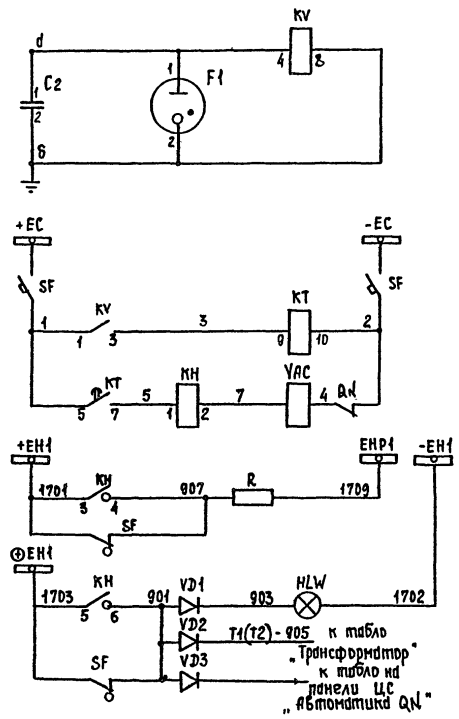 KV
d
4 8
1
C2
1
F1
2
2
б
+EC
-EC
SF
SF
KV
3
KT
1
1 3
9 10
2
KT
5
KH
7
YAC
4
QN
5 7
1 2
+EH1
EHP1
-EH1
1701
KH
907
R
1709
3 4
SF
⊕EH1
1703
KH
901
VD1
903
HLW
1702
5 6
VD2
T1(T2)-905
к табло
„Трансформатор"
SF
VD3
к табло на
панели ЦС
„Автоматика QN"